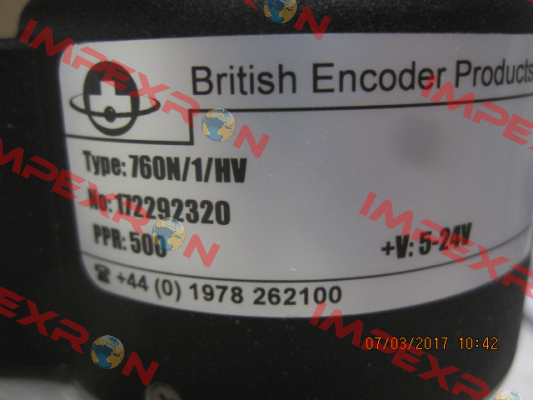 British Encoder Products
Type: 760N/1/HV
No: 172292320
PPR: 500
+V: 5-24V
☎ +44 (0) 1978 262100
07/03/2017 10:42
IMPEXRON
IMPEXRON
IMPEXRON
IMPEXRON
IMPEXRON
IMPEXRON